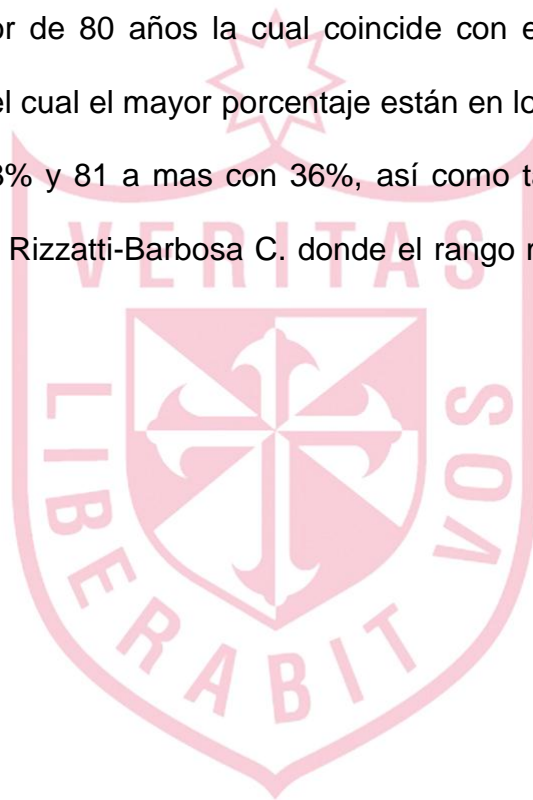 or de 80 años la cual coincide con e
el cual el mayor porcentaje están en lo
8% y 81 a mas con 36%, así como ta
Rizzatti-Barbosa C. donde el rango r
VERITAS
LIBERABIT VOS